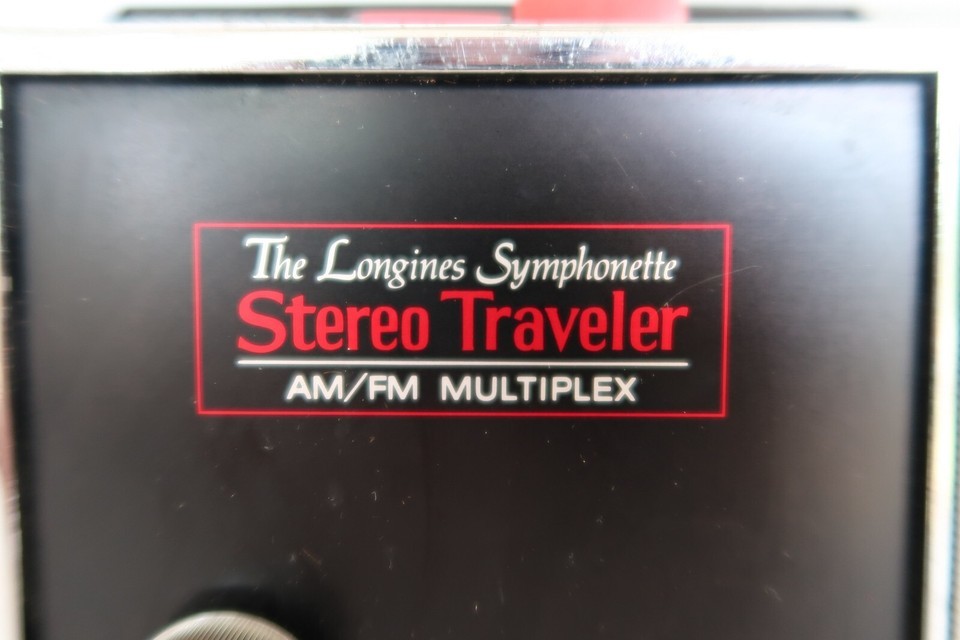 The Longines Symphonette
Stereo Traveler
AM/FM MULTIPLEX